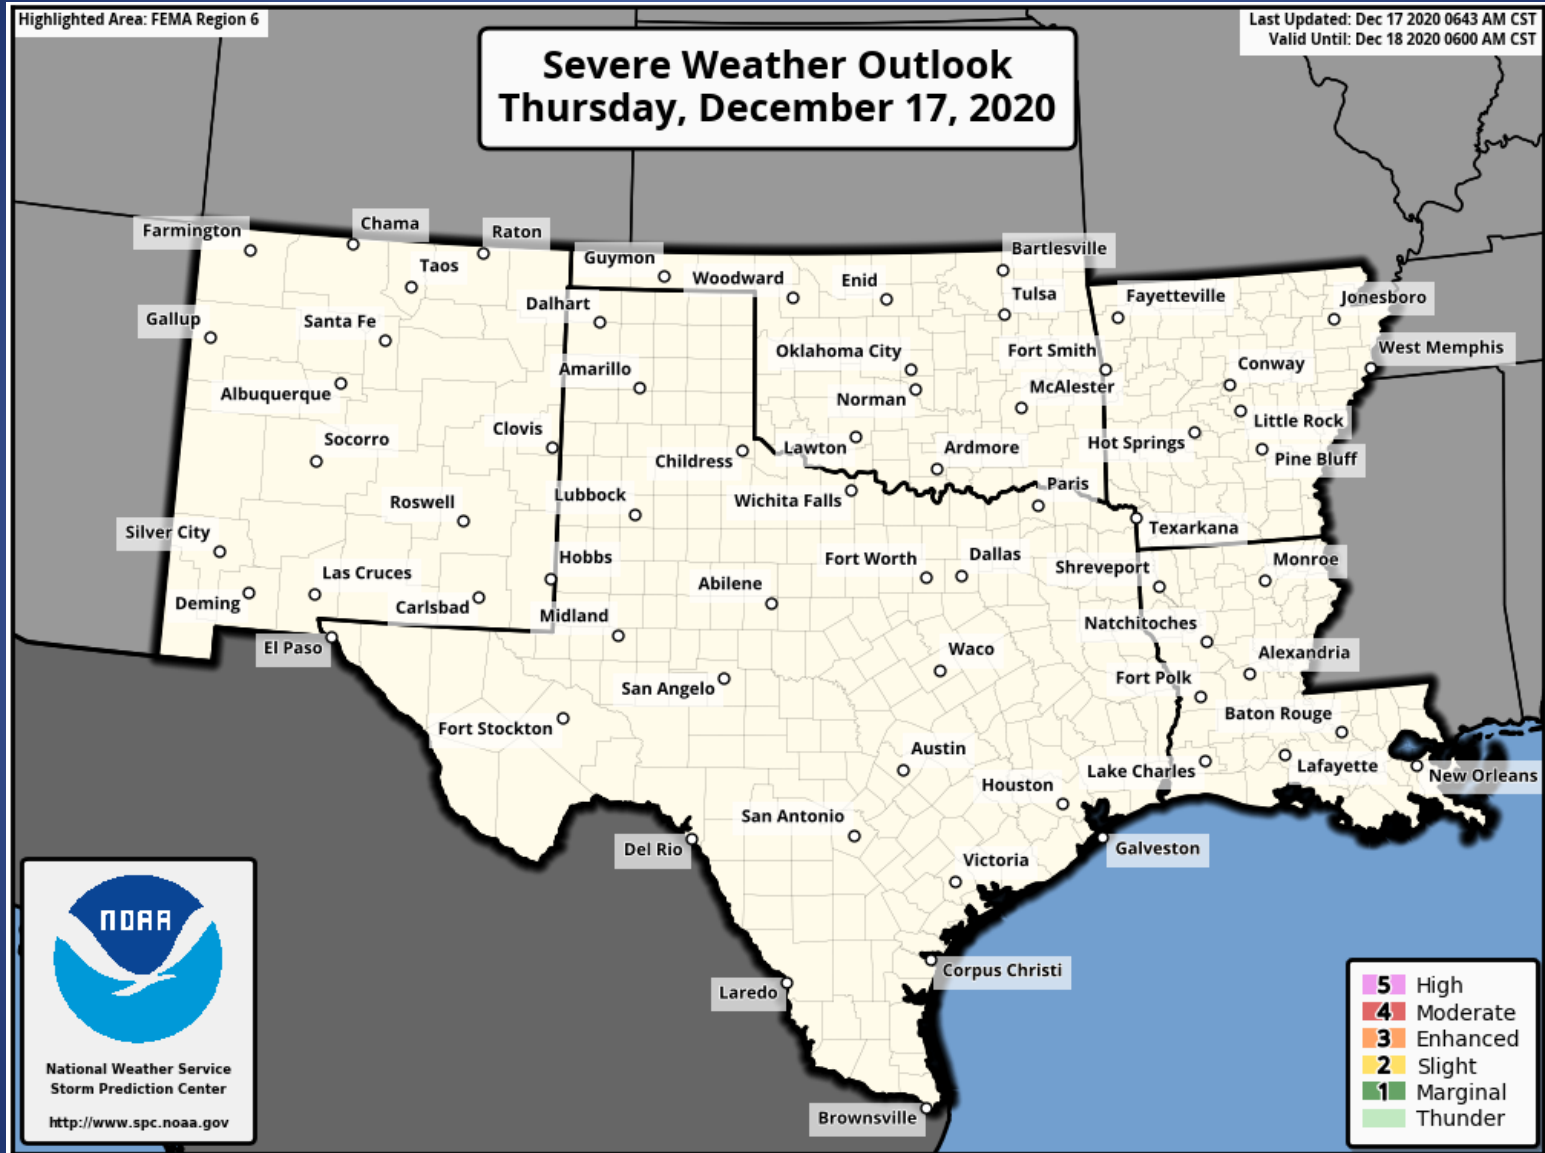 Highlighted Area: FEMA Region 6
Last Updated: Dec 17 2020 0643 AM CST
Valid Until: Dec 18 2020 0600 AM CST
Severe Weather Outlook
Thursday, December 17, 2020
Farmington
Chama
Raton
Taos
Guymon
Woodward
Enid
Bartlesville
Tulsa
Fayetteville
Jonesboro
Gallup
Santa Fe
Dalhart
Oklahoma City
Fort Smith
Conway
West Memphis
Albuquerque
Amarillo
Norman
McAlester
Little Rock
Socorro
Clovis
Childress
Lawton
Ardmore
Hot Springs
Pine Bluff
Roswell
Lubbock
Wichita Falls
Paris
Texarkana
Silver City
Hobbs
Fort Worth
Dallas
Shreveport
Monroe
Las Cruces
Deming
Carlsbad
Midland
Abilene
Natchitoches
El Paso
San Angelo
Waco
Fort Polk
Alexandria
Fort Stockton
Austin
Baton Rouge
Houston
Lake Charles
Lafayette
New Orleans
San Antonio
Del Rio
Victoria
Galveston
Corpus Christi
Laredo
Brownsville
NOAA
National Weather Service
Storm Prediction Center
http://www.spc.noaa.gov
5 High
4 Moderate
3 Enhanced
2 Slight
1 Marginal
Thunder